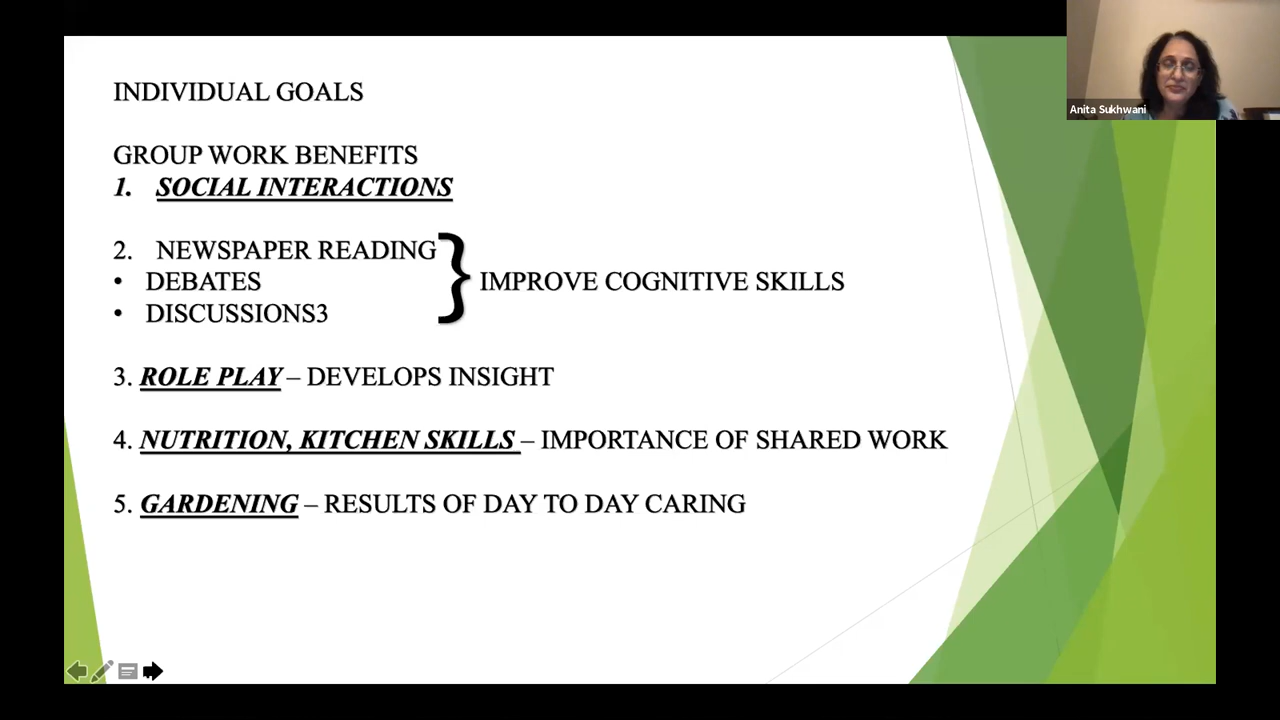 INDIVIDUAL GOALS
GROUP WORK BENEFITS
1. SOCIAL INTERACTIONS
2. NEWSPAPER READING
• DEBATES
} IMPROVE COGNITIVE SKILLS
• DISCUSSIONS3
3. ROLE PLAY – DEVELOPS INSIGHT
4. NUTRITION, KITCHEN SKILLS – IMPORTANCE OF SHARED WORK
5. GARDENING – RESULTS OF DAY TO DAY CARING
Anita Sukhwani